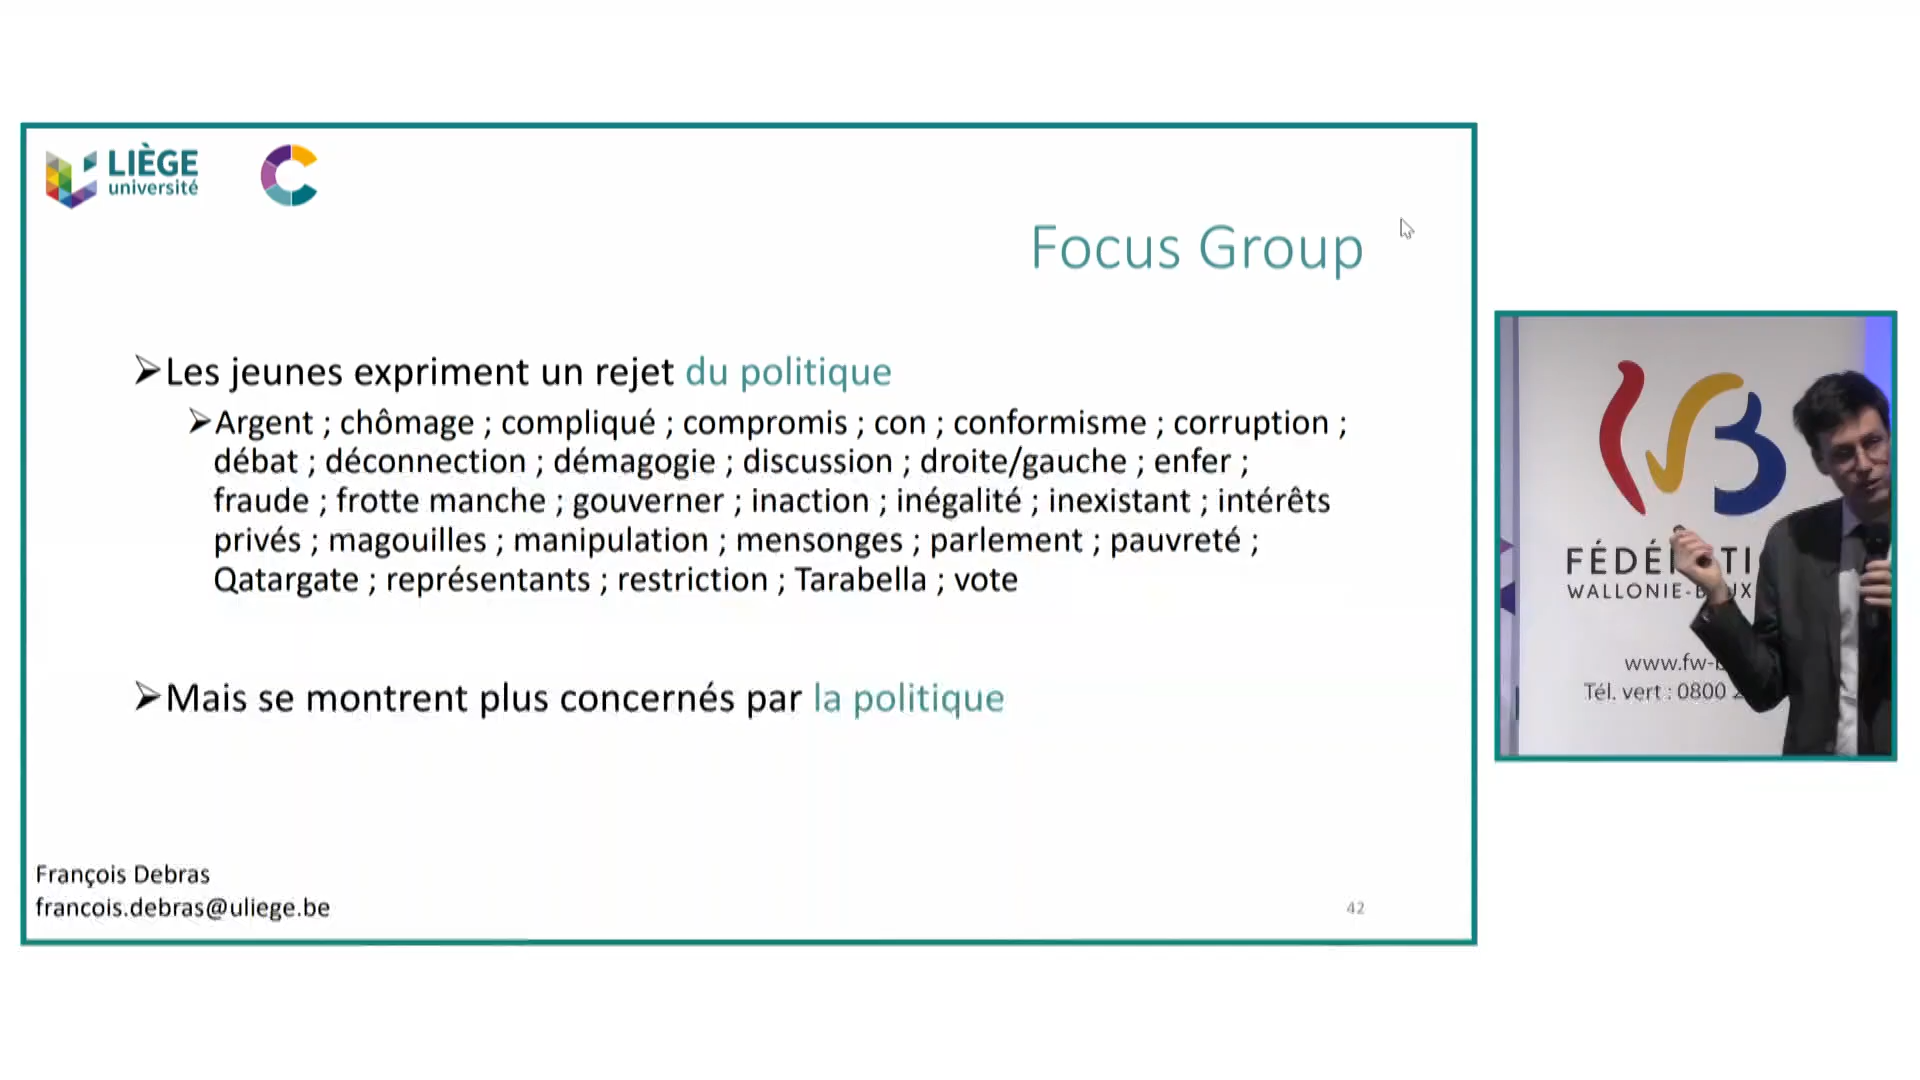 LIÈGE
université
Focus Group
Les jeunes expriment un rejet du politique
Argent ; chômage ; compliqué ; compromis ; con ; conformisme ; corruption ;
débat ; déconnection ; démagogie ; discussion ; droite/gauche ; enfer ;
fraude ; frotte manche ; gouverner ; inaction ; inégalité ; inexistant ; intérêts
privés ; magouilles ; manipulation ; mensonges ; parlement ; pauvreté ;
Qatargate ; représentants ; restriction ; Tarabella ; vote
Mais se montrent plus concernés par la politique
François Debras
francois.debras@uliege.be
42
WALLONIE-
www.fw-
Tél. vert : 0800